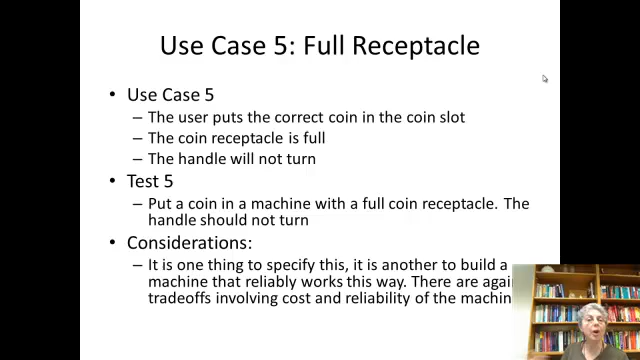 Use Case 5: Full Receptacle
• Use Case 5
– The user puts the correct coin in the coin slot
– The coin receptacle is full
– The handle will not turn
• Test 5
– Put a coin in a machine with a full coin receptacle. The
handle should not turn
• Considerations:
– It is one thing to specify this, it is another to build a
machine that reliably works this way. There are again
tradeoffs involving cost and reliability of the machin